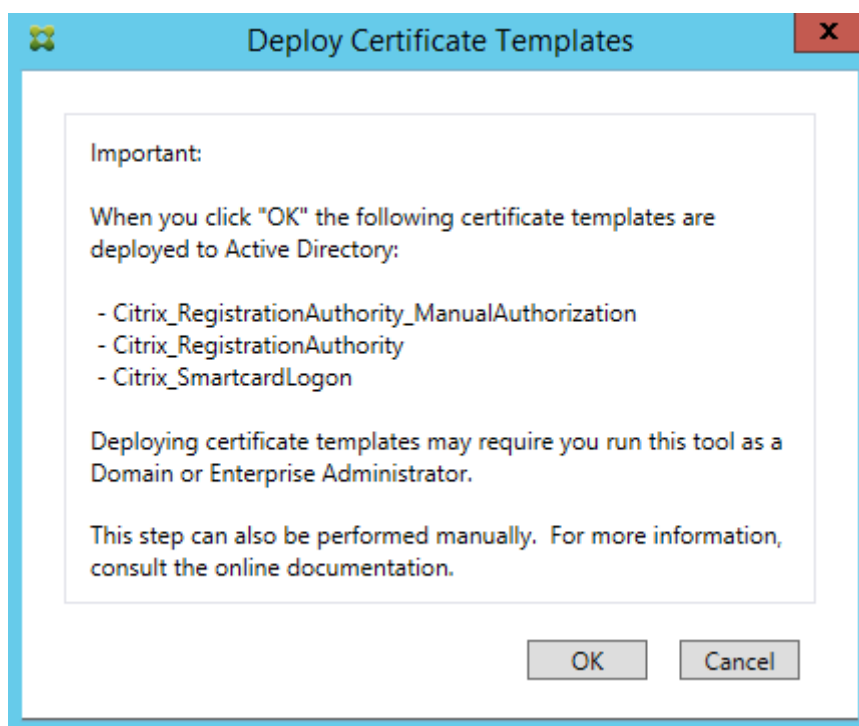 Deploy Certificate Templates
x
Important:
When you click "OK" the following certificate templates are
deployed to Active Directory:
- Citrix_RegistrationAuthority_ManualAuthorization
- Citrix_RegistrationAuthority
- Citrix_SmartcardLogon
Deploying certificate templates may require you run this tool as a
Domain or Enterprise Administrator.
This step can also be performed manually.  For more information,
consult the online documentation.
OK
Cancel